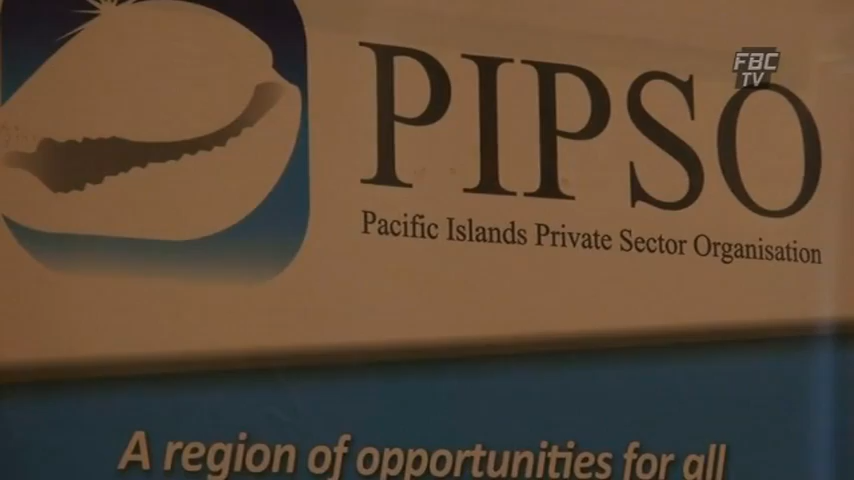 FBC
TV
PIPSO
Pacific Islands Private Sector Organisation
A region of opportunities for all